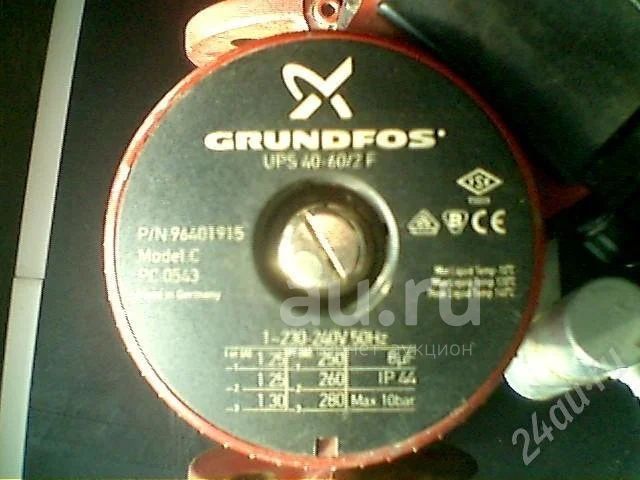 GRUNDFOS
UPS 40-60/2 F
P/N 96401915
Model C
PC 0543
Made in Germany
CE
au.ru
аукцион
1~230-240V 50Hz
1.25 250
1.25 260 IP 44
1.30 280 Max 10bar
24au.ru